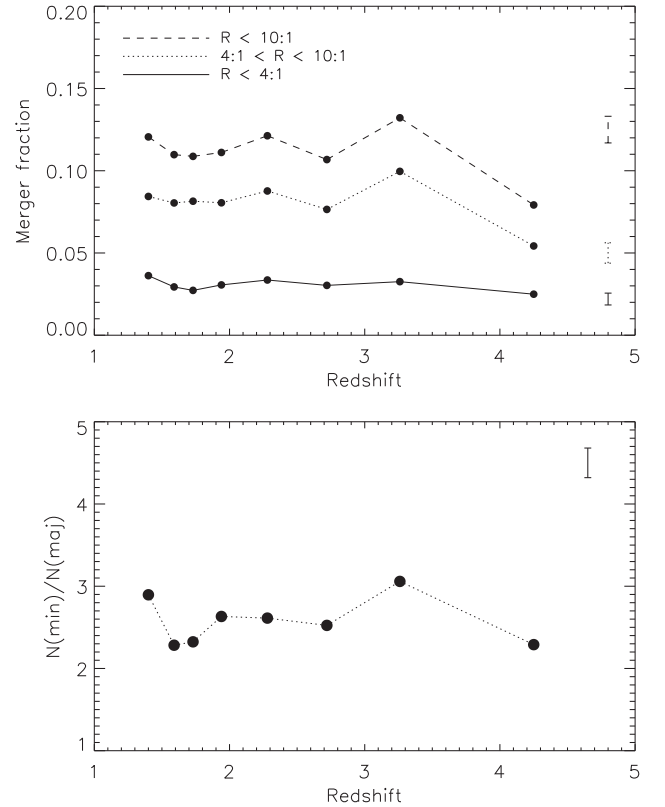 0.20
R < 10:1
4:1 < R < 10:1
R < 4:1
0.15
Merger fraction
0.10
0.05
0.00
1 2 3 4 5
Redshift
5
4
N(min)/N(maj)
3
2
1
1 2 3 4 5
Redshift